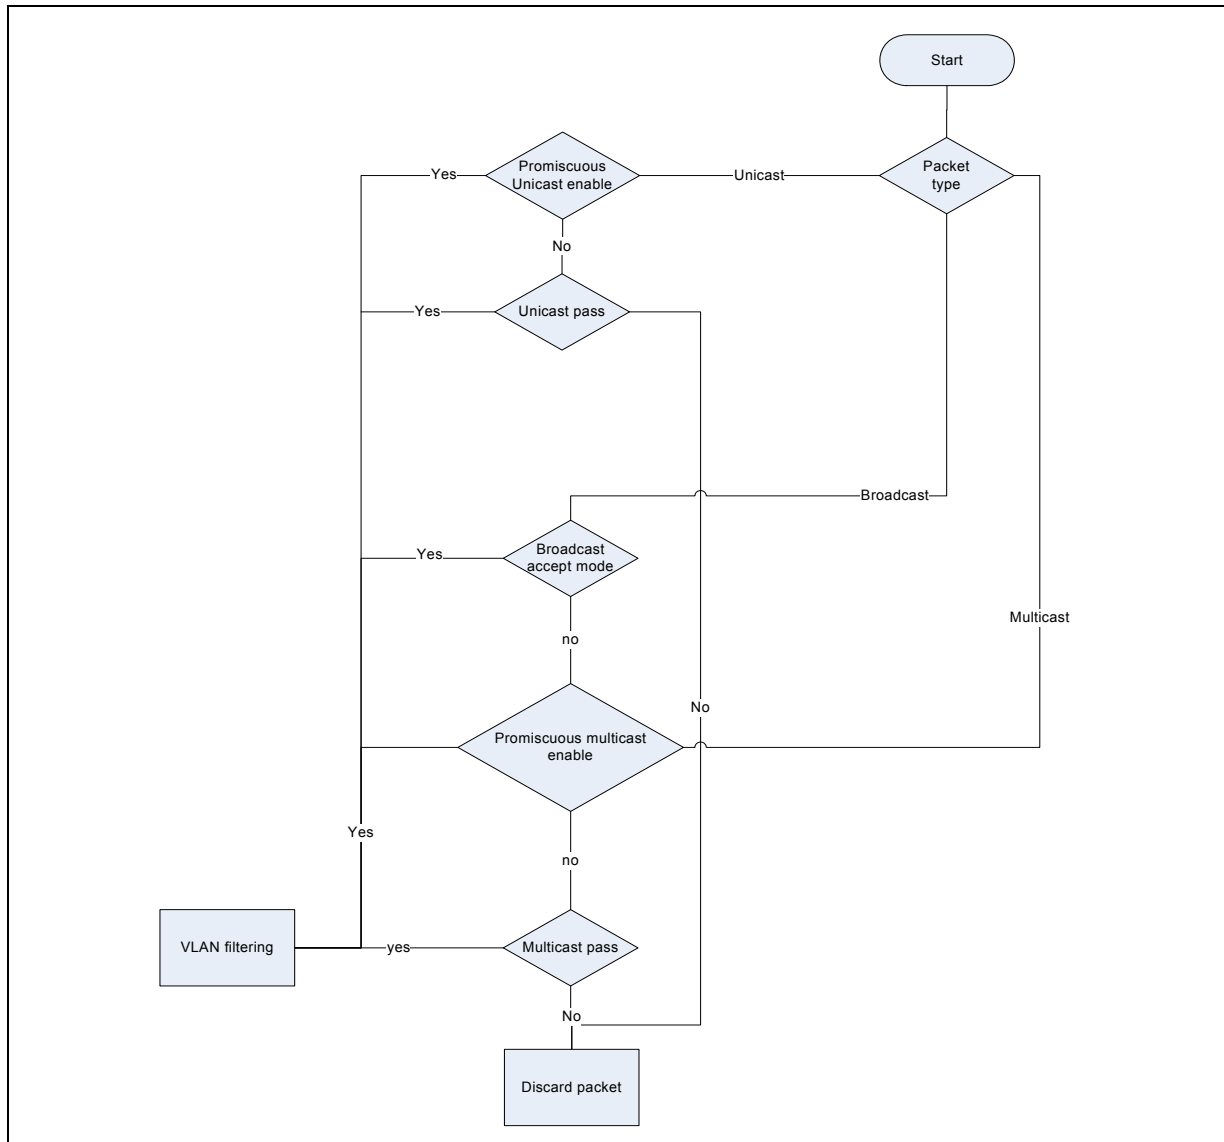 Start
Packet
type
Unicast
Promiscuous
Unicast enable
Yes
No
Unicast pass
Yes
Broadcast
Broadcast
accept mode
Yes
no
Multicast
No
Promiscuous multicast
enable
Yes
no
Multicast pass
yes
VLAN filtering
No
Discard packet